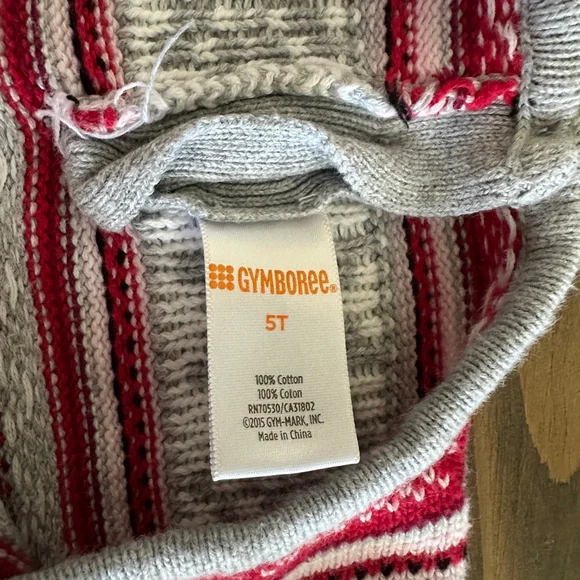 GYMBOREE®
5T
100% Cotton
100% Coton
RN70530/CA31802
©2015 GYM-MARK, INC.
Made in China